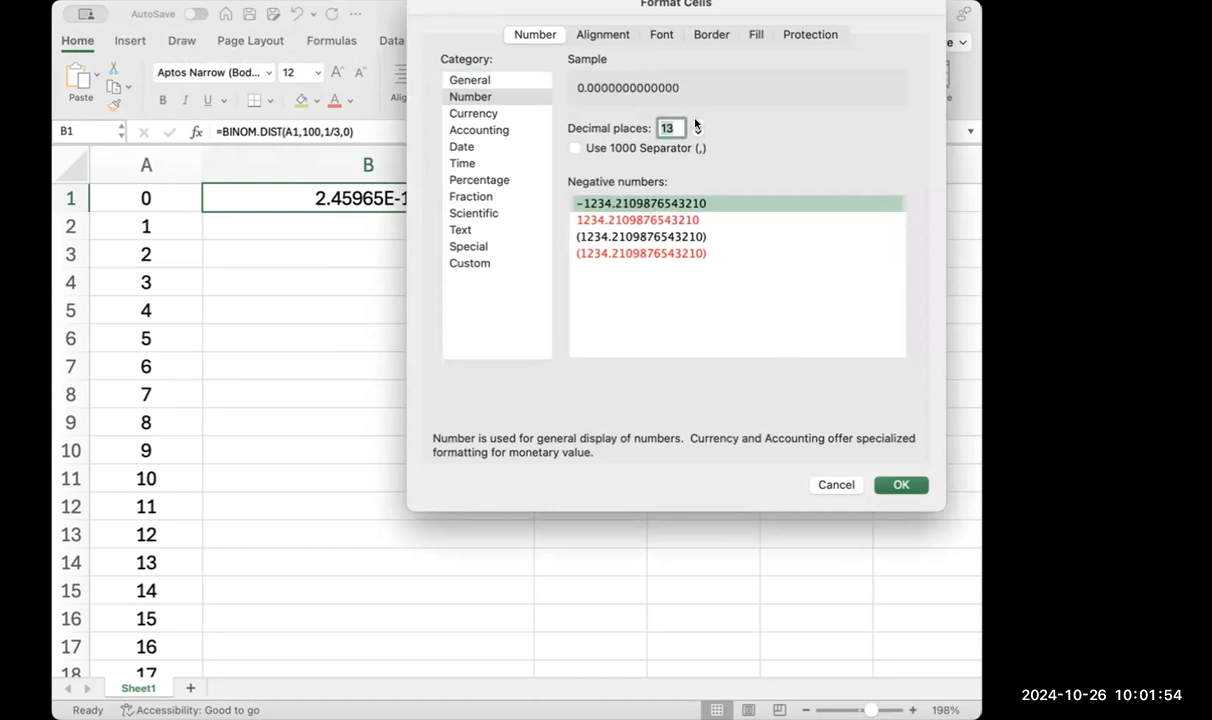 Format Cells
AutoSave
Home Insert Draw Page Layout Formulas Data
Paste
Aptos Narrow (Bod... 12
B I U
B1 fx =BINOM.DIST(A1,100,1/3,0)
Number Alignment Font Border Fill Protection
Category:
General
Number
Currency
Accounting
Date
Time
Percentage
Fraction
Scientific
Text
Special
Custom
Sample
0.0000000000000
Decimal places: 13
Use 1000 Separator (,)
Negative numbers:
-1234.2109876543210
1234.2109876543210
(1234.2109876543210)
(1234.2109876543210)
Number is used for general display of numbers. Currency and Accounting offer specialized
formatting for monetary value.
Cancel OK
A B
1 0 2.45965E-1
2 1
3 2
4 3
5 4
6 5
7 6
8 7
9 8
10 9
11 10
12 11
13 12
14 13
15 14
16 15
17 16
18 17
Sheet1
Ready Accessibility: Good to go 198%
2024-10-26 10:01:54